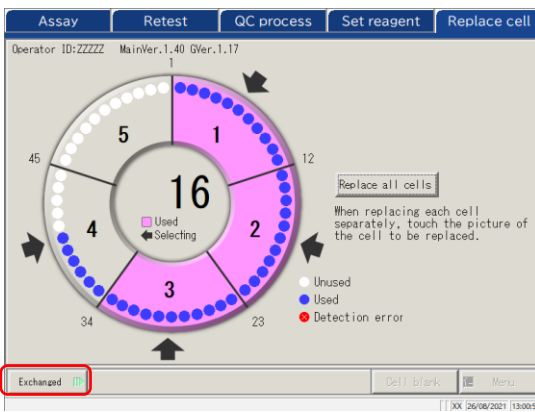 Assay
Retest
QC process
Set reagent
Replace cell
Operator ID:ZZZZZ MainVer.1.40 GVer.1.17
1
5
1
45
12
16
Used
Selecting
4
2
3
34
23
Replace all cells
When replacing each cell
separately, touch the picture of
the cell to be replaced.
Unused
Used
Detection error
Exchanged
Cell blank
Menu
XX 26/08/2021